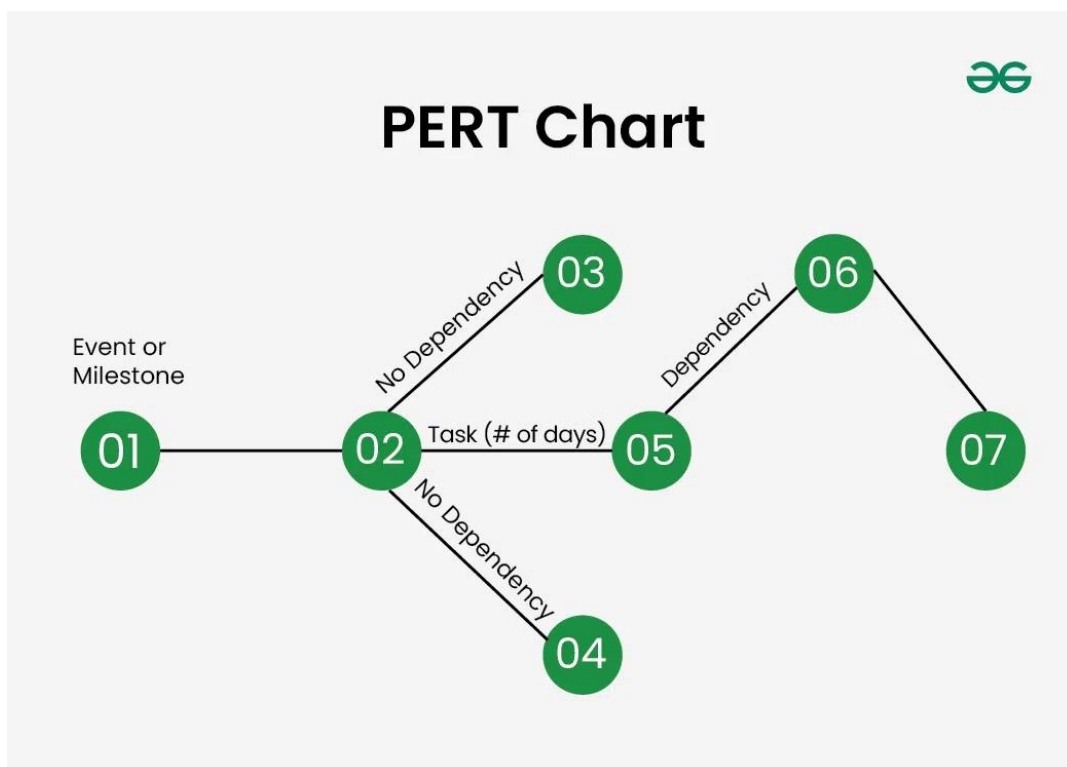 PERT Chart
03
06
No Dependency
Dependency
Event or
Milestone
01
02
Task (# of days)
05
07
No Dependency
04